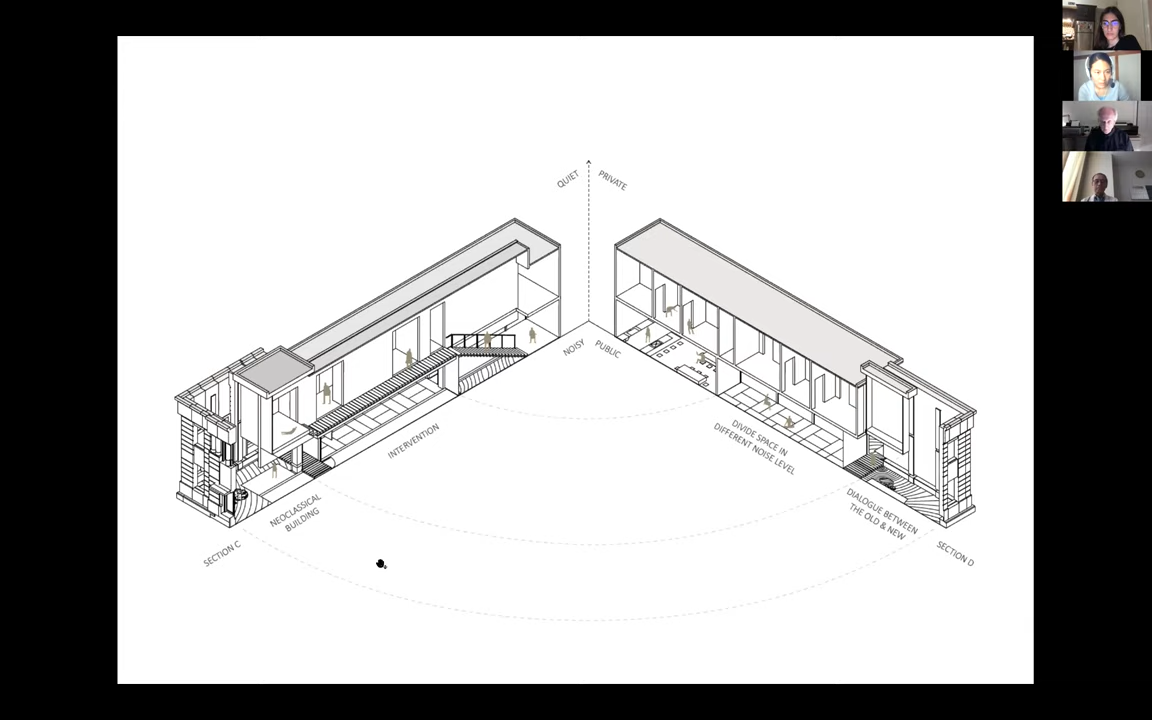 QUIET
PRIVATE
NOISY
PUBLIC
INTERVENTION
NEOCLASSICAL
BUILDING
SECTION C
DIVIDE SPACE IN
DIFFERENT NOISE LEVEL
DIALOGUE BETWEEN
THE OLD & NEW
SECTION D